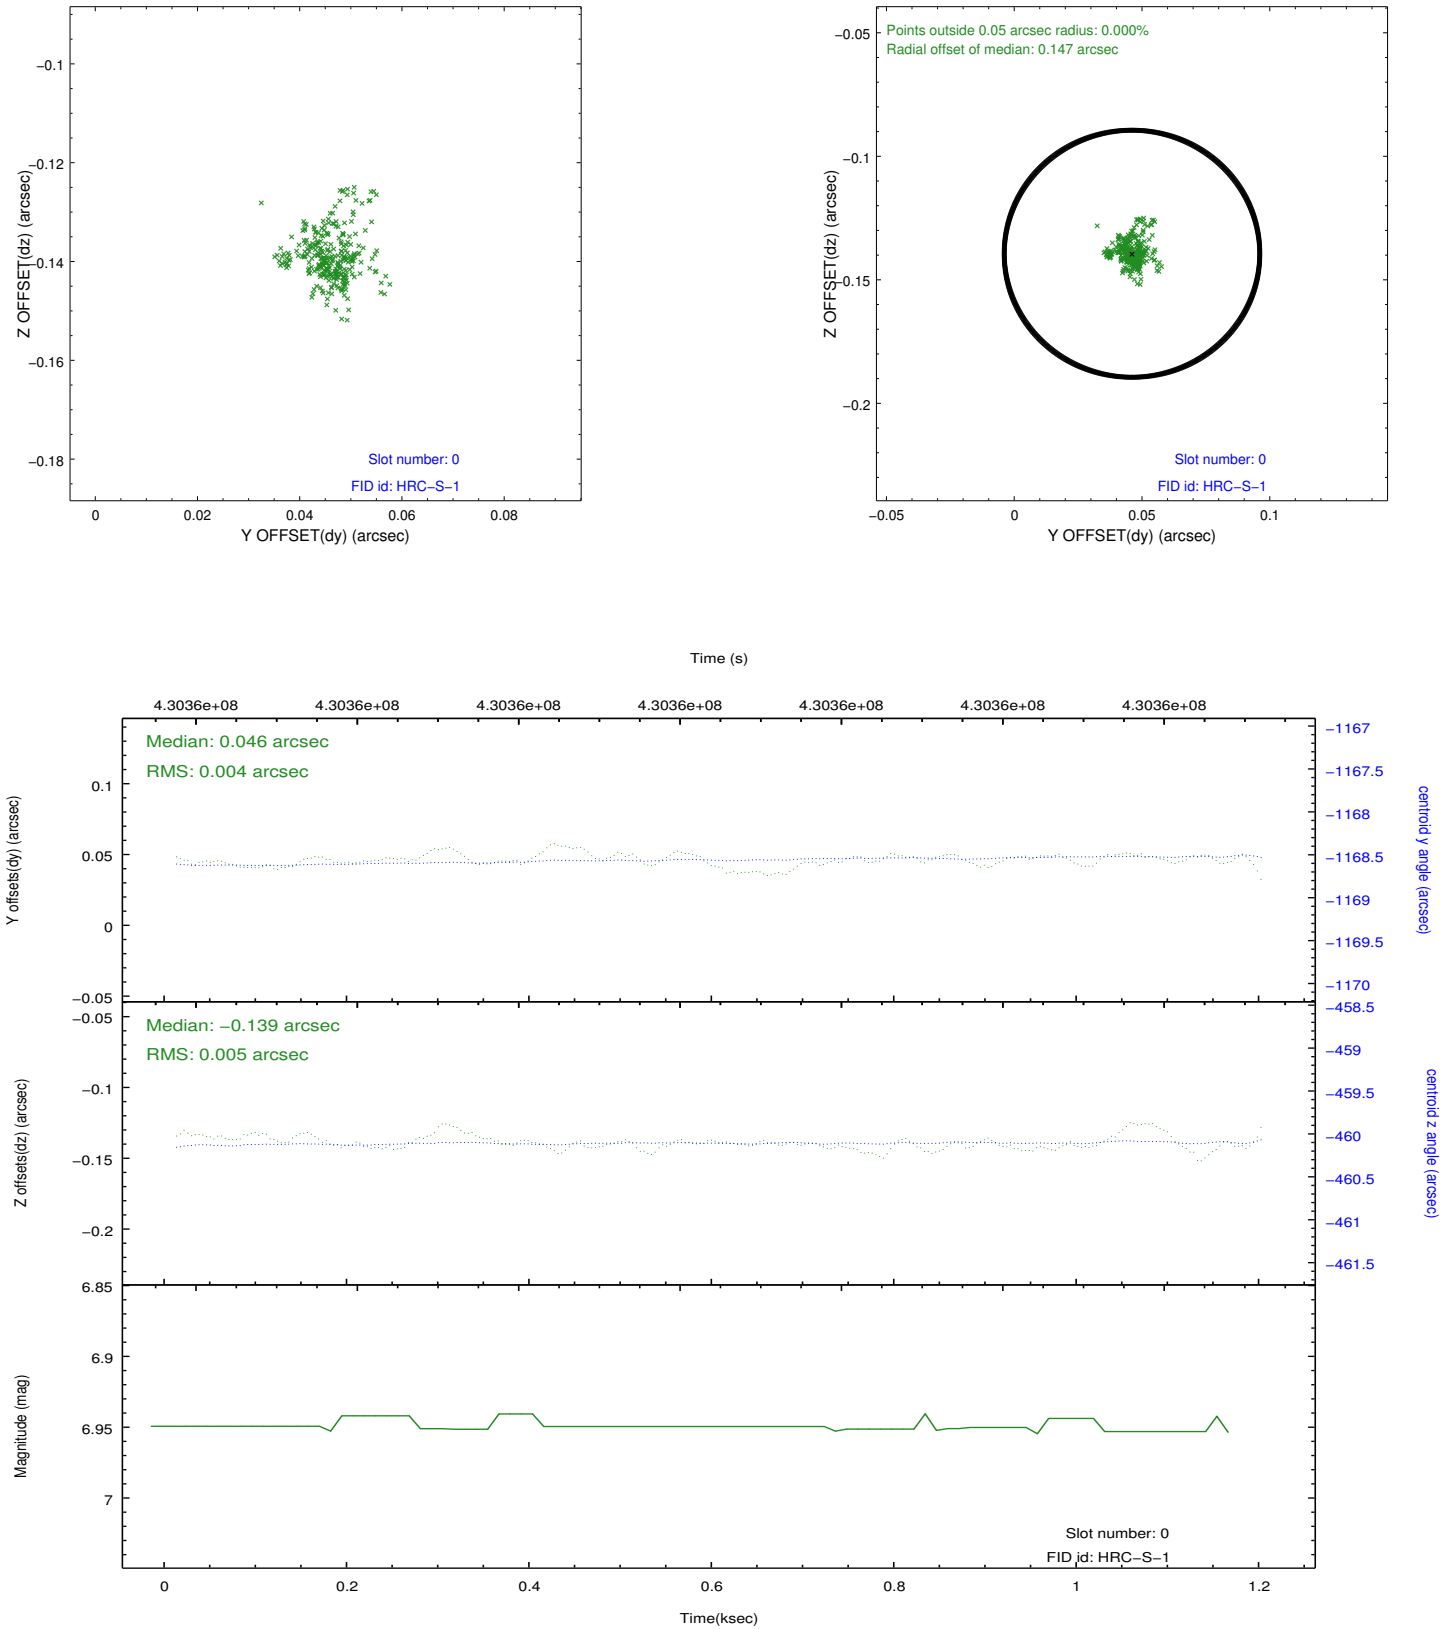 −0.1
−0.12
−0.14
−0.16
−0.18
Z OFFSET(dz) (arcsec)
Slot number: 0
FID id: HRC−S−1
0 0.02 0.04 0.06 0.08
Y OFFSET(dy) (arcsec)
Points outside 0.05 arcsec radius: 0.000%
Radial offset of median: 0.147 arcsec
−0.05
−0.1
−0.15
−0.2
Z OFFSET(dz) (arcsec)
Slot number: 0
FID id: HRC−S−1
−0.05 0 0.05 0.1
Y OFFSET(dy) (arcsec)
Time (s)
4.3036e+08 4.3036e+08 4.3036e+08 4.3036e+08 4.3036e+08 4.3036e+08 4.3036e+08
Median: 0.046 arcsec
RMS: 0.004 arcsec
0.1
0.05
0
−0.05
Y offsets(dy) (arcsec)
−1167
−1167.5
−1168
−1168.5
−1169
−1169.5
−1170
centroid y angle (arcsec)
Median: −0.139 arcsec
RMS: 0.005 arcsec
−0.05
−0.1
−0.15
−0.2
Z offsets(dz) (arcsec)
−458.5
−459
−459.5
−460
−460.5
−461
−461.5
centroid z angle (arcsec)
6.85
6.9
6.95
7
Magnitude (mag)
Slot number: 0
FID id: HRC−S−1
0 0.2 0.4 0.6 0.8 1 1.2
Time(ksec)